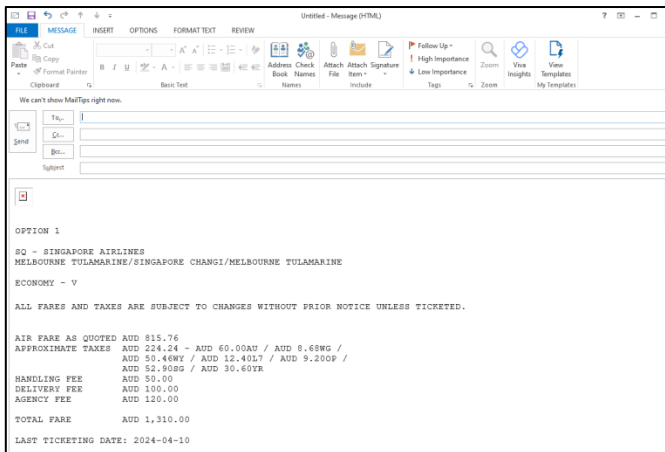 Untitled - Message (HTML)
FILE MESSAGE INSERT OPTIONS FORMAT TEXT REVIEW
Paste
Cut
Copy
Format Painter
Clipboard
B I U
Basic Text
Address Book
Check Names
Names
Attach File
Attach Item
Signature
Include
Follow Up
High Importance
Low Importance
Tags
Zoom
Zoom
Viva Insights
View Templates
My Templates
We can't show MailTips right now.
Send
To...
Cc...
Bcc...
Subject
OPTION 1
SQ - SINGAPORE AIRLINES
MELBOURNE TULAMARINE/SINGAPORE CHANGI/MELBOURNE TULAMARINE
ECONOMY - V
ALL FARES AND TAXES ARE SUBJECT TO CHANGES WITHOUT PRIOR NOTICE UNLESS TICKETED.
AIR FARE AS QUOTED AUD 815.76
APPROXIMATE TAXES AUD 224.24 - AUD 60.00AU / AUD 8.68WG /
AUD 50.46WY / AUD 12.40L7 / AUD 9.20OP /
AUD 52.90SG / AUD 30.60YR
HANDLING FEE AUD 50.00
DELIVERY FEE AUD 100.00
AGENCY FEE AUD 120.00
TOTAL FARE AUD 1,310.00
LAST TICKETING DATE: 2024-04-10